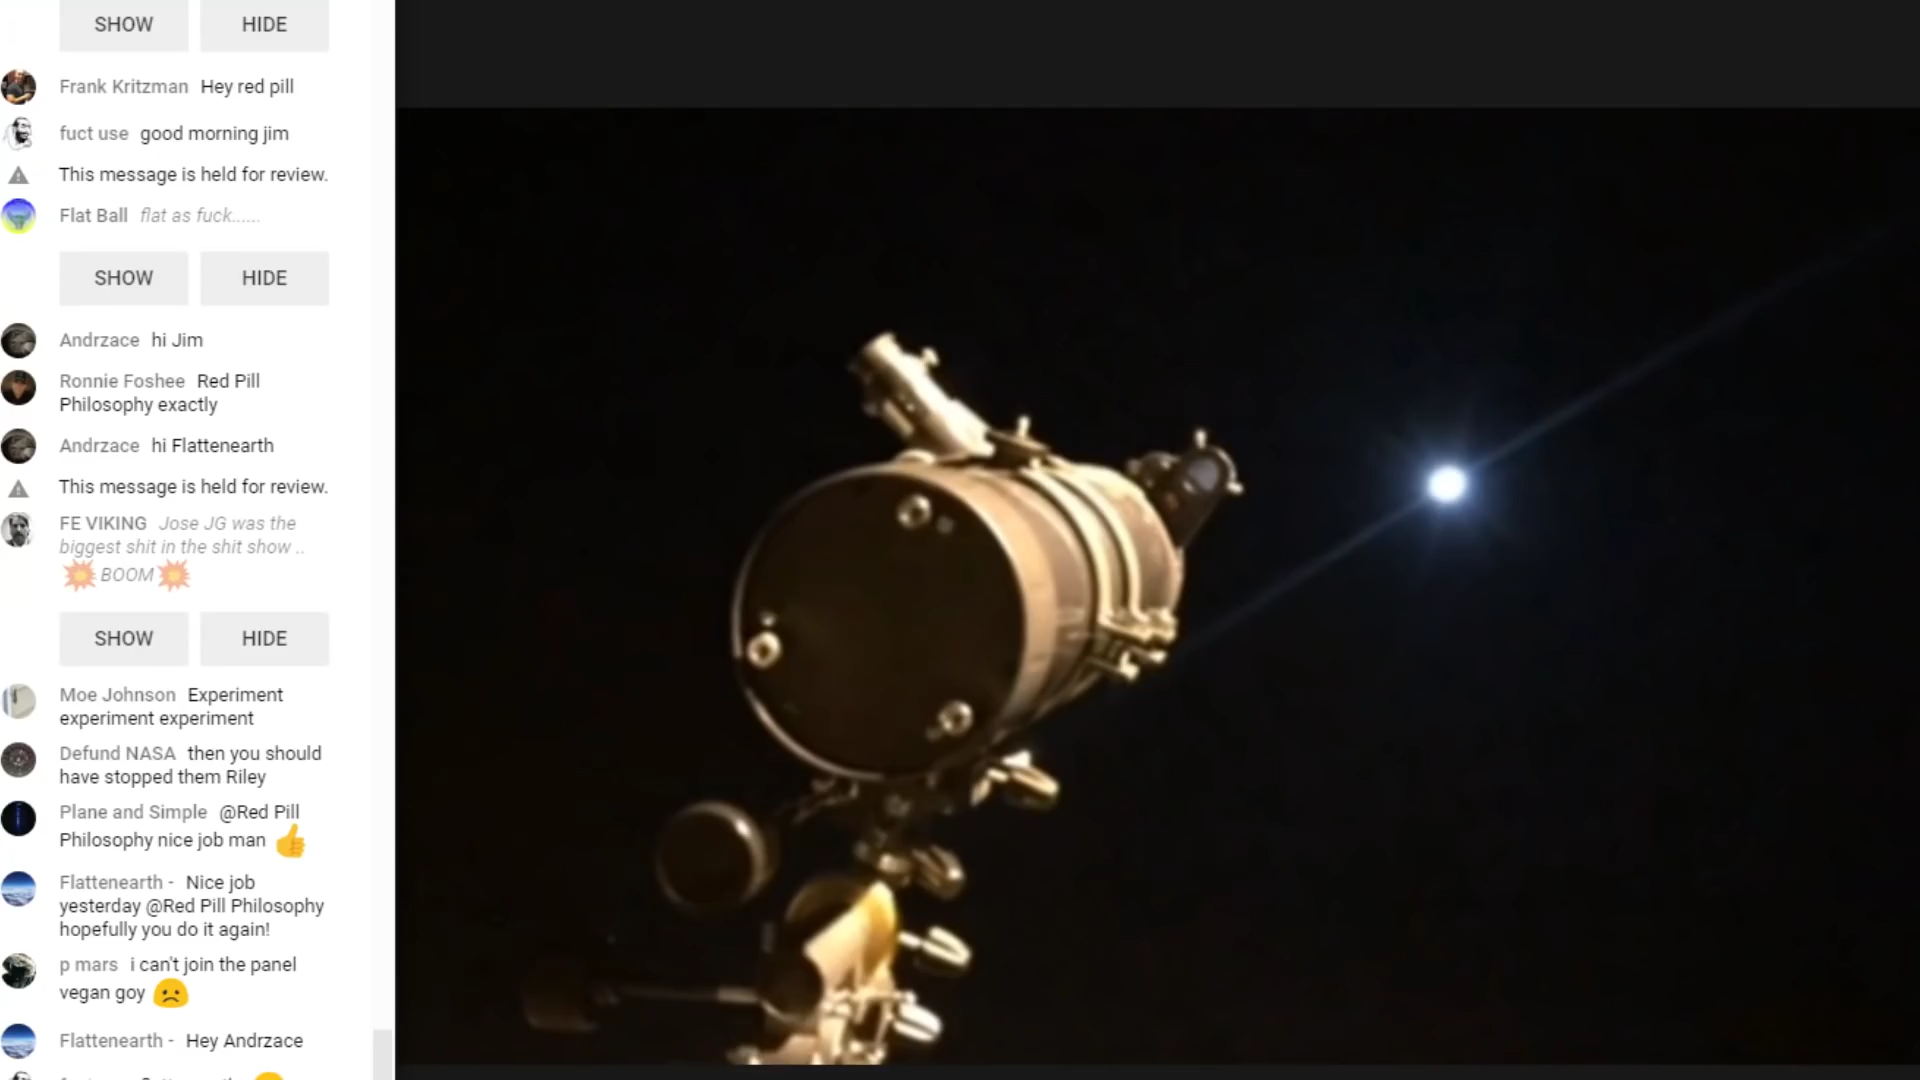 SHOW HIDE
Frank Kritzman Hey red pill
fuct use good morning jim
This message is held for review.
Flat Ball flat as fuck......
SHOW HIDE
Andrzace hi Jim
Ronnie Foshee Red Pill
Philosophy exactly
Andrzace hi Flattenearth
This message is held for review.
FE VIKING Jose JG was the
biggest shit in the shit show ..
💥 BOOM 💥
SHOW HIDE
Moe Johnson Experiment
experiment experiment
Defund NASA then you should
have stopped them Riley
Plane and Simple @Red Pill
Philosophy nice job man 👍
Flattenearth - Nice job
yesterday @Red Pill Philosophy
hopefully you do it again!
p mars i can't join the panel
vegan goy 🙁
Flattenearth - Hey Andrzace